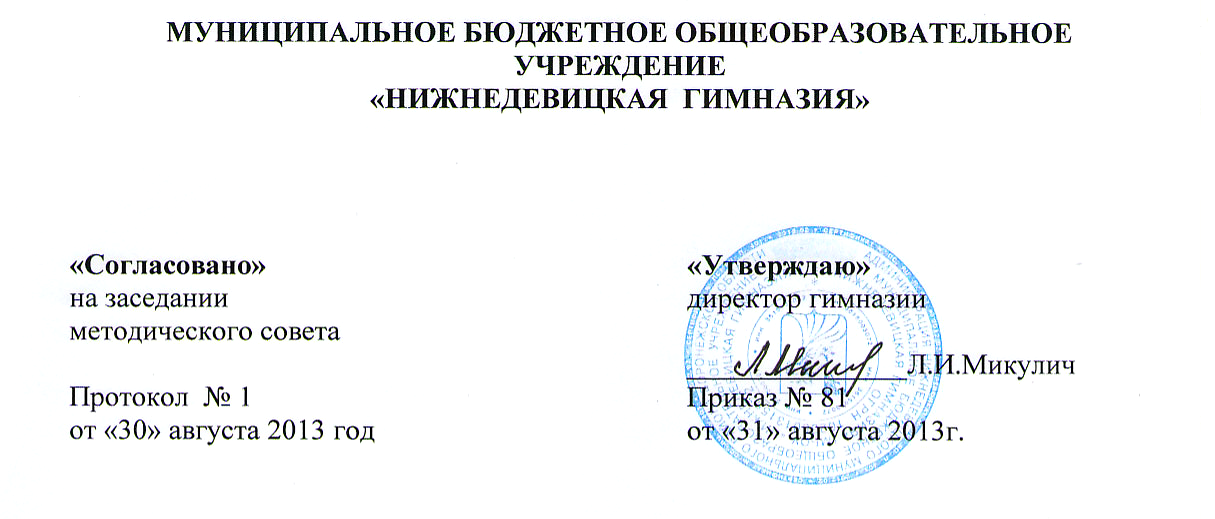 МУНИЦИПАЛЬНОЕ БЮДЖЕТНОЕ ОБЩЕОБРАЗОВАТЕЛЬНОЕ
УЧРЕЖДЕНИЕ
«НИЖНЕДЕВИЦКАЯ ГИМНАЗИЯ»
«Согласовано»
на заседании
методического совета
Протокол № 1
от «30» августа 2013 год
«Утверждаю»
директор гимназии
Л.И.Микулич
Приказ № 81
от «31» августа 2013г.